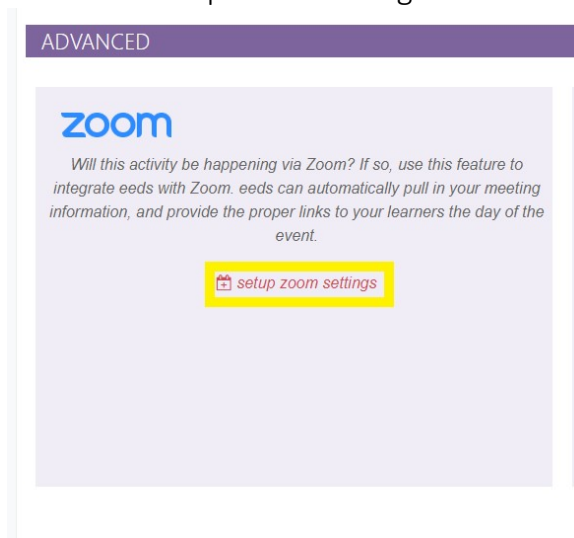 ADVANCED
zoom
Will this activity be happening via Zoom? If so, use this feature to
integrate eeds with Zoom. eeds can automatically pull in your meeting
information, and provide the proper links to your learners the day of the
event.
setup zoom settings